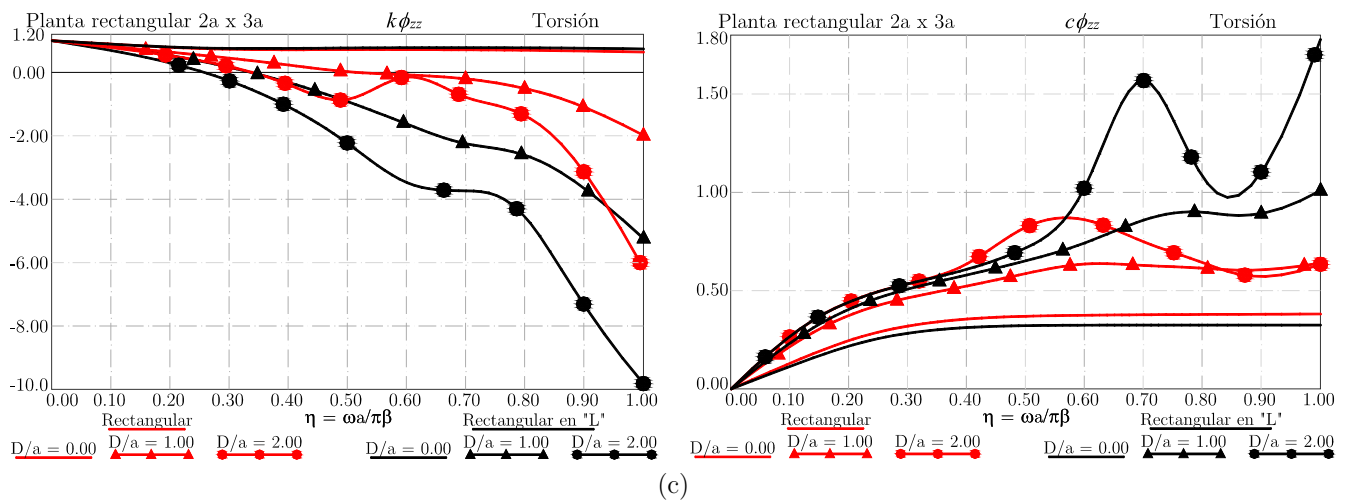 Planta rectangular 2a x 3a kϕzz Torsión
1.20
0.00
-2.00
-4.00
-6.00
-8.00
-10.0
0.00 0.10 0.20 0.30 0.40 0.50 0.60 0.70 0.80 0.90 1.00
η = ωa/πβ
Rectangular Rectangular en "L"
D/a = 0.00 D/a = 1.00 D/a = 2.00 D/a = 0.00 D/a = 1.00 D/a = 2.00
Planta rectangular 2a x 3a cϕzz Torsión
1.80
1.50
1.00
0.50
0.00
0.00 0.10 0.20 0.30 0.40 0.50 0.60 0.70 0.80 0.90 1.00
η = ωa/πβ
Rectangular Rectangular en "L"
D/a = 0.00 D/a = 1.00 D/a = 2.00 D/a = 0.00 D/a = 1.00 D/a = 2.00
(c)